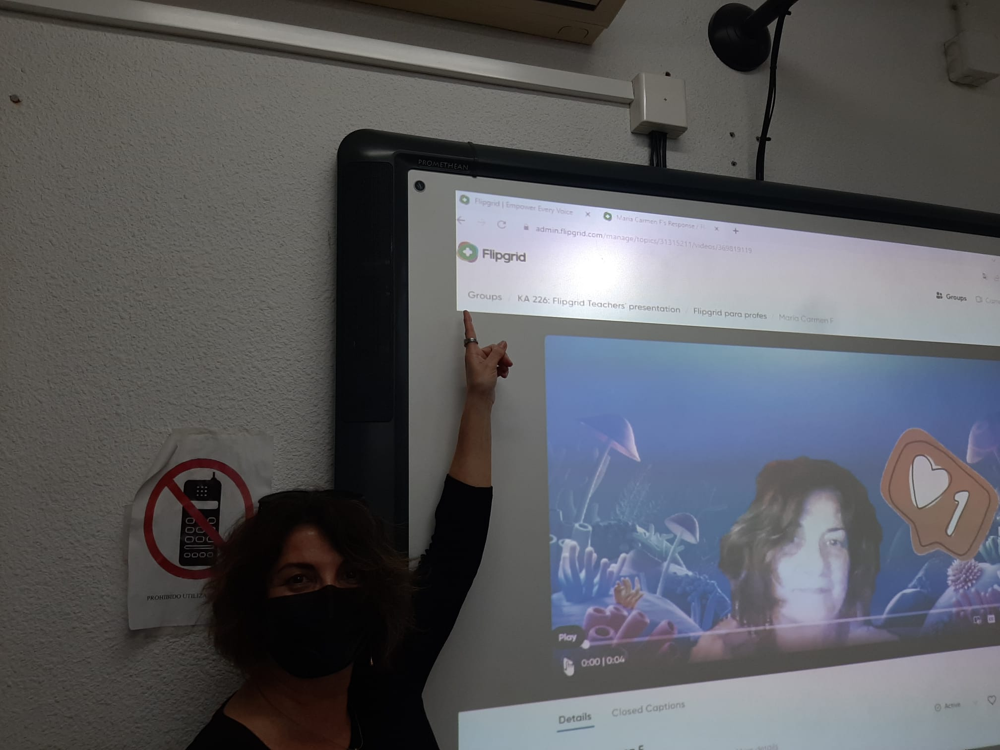 PROMETHEAN
Flipgrid | Empower Every Voice
Maria Carmen F's Response / Fl
admin.flipgrid.com/manage/topics/31315211/videos/369819119
Flipgrid
Groups
Groups / KA 226: Flipgrid Teachers' presentation / Flipgrid para profes / Maria Carmen F
1
PROHIBIDO UTILIZA
Play
0:00 | 0:04
Details
Closed Captions
Active